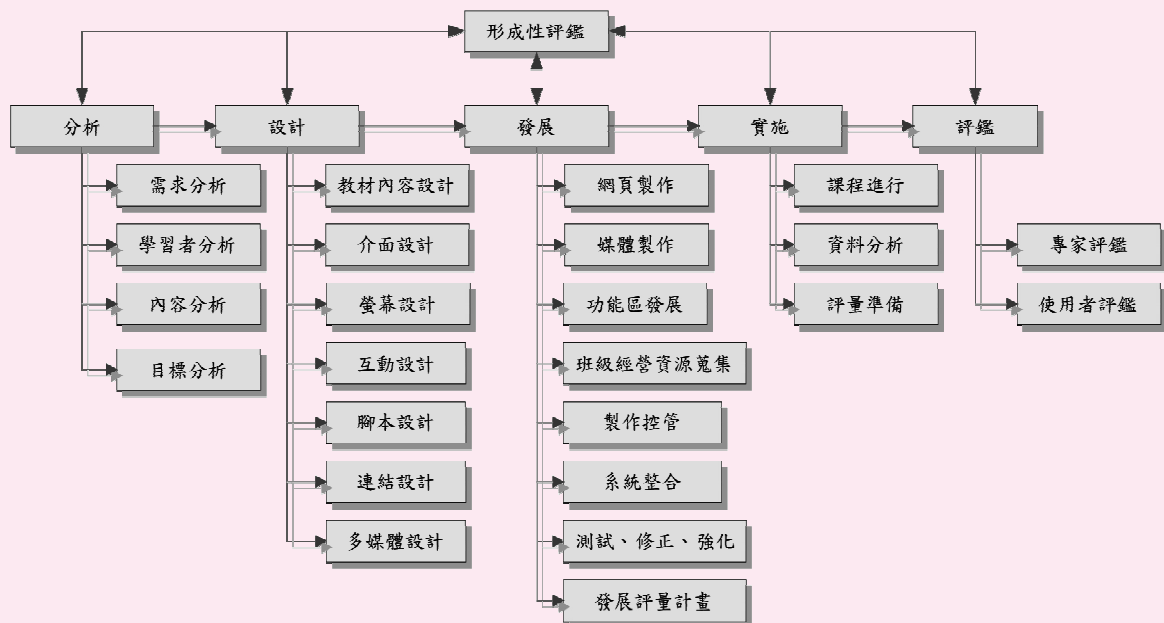 形成性評鑑
分析
設計
發展
實施
評鑑
需求分析
學習者分析
內容分析
目標分析
教材內容設計
介面設計
螢幕設計
互動設計
腳本設計
連結設計
多媒體設計
網頁製作
媒體製作
功能區發展
班級經營資源蒐集
製作控管
系統整合
測試、修正、強化
發展評量計畫
課程進行
資料分析
評量準備
專家評鑑
使用者評鑑